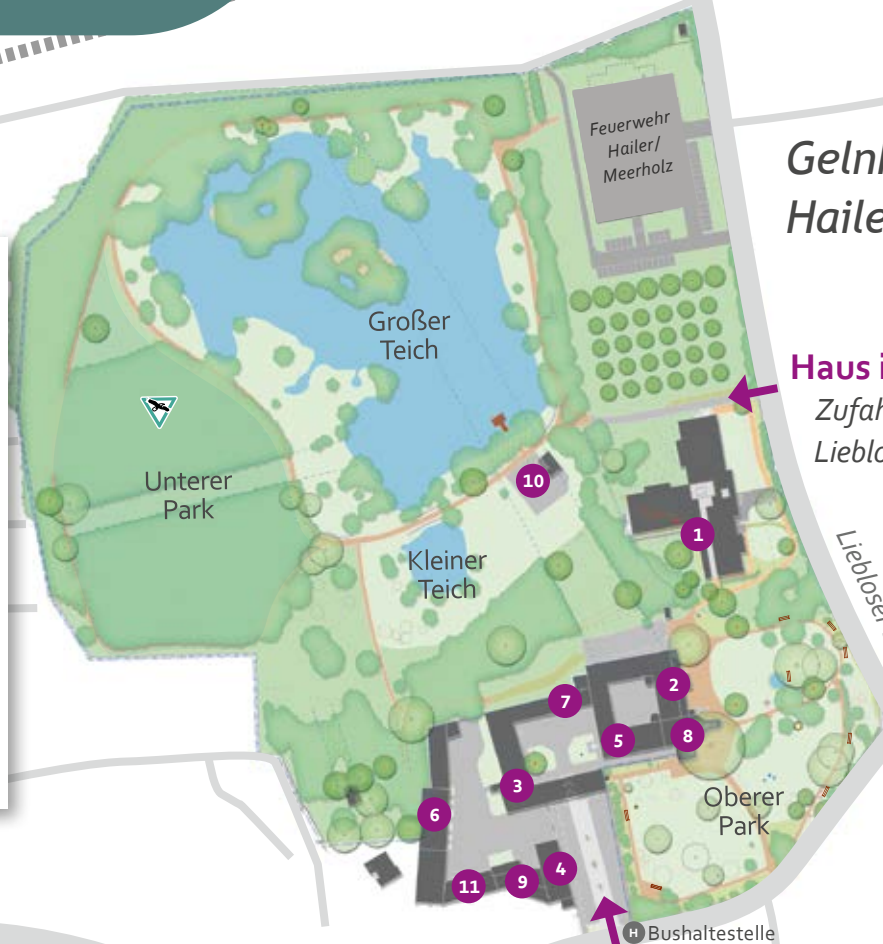 Feuerwehr
Hailer/
Meerholz
Großer
Teich
Unterer
Park
10
1
Kleiner
Teich
2
7
5
8
3
Oberer
Park
6
4
9
11
H Bushaltestelle
Haus